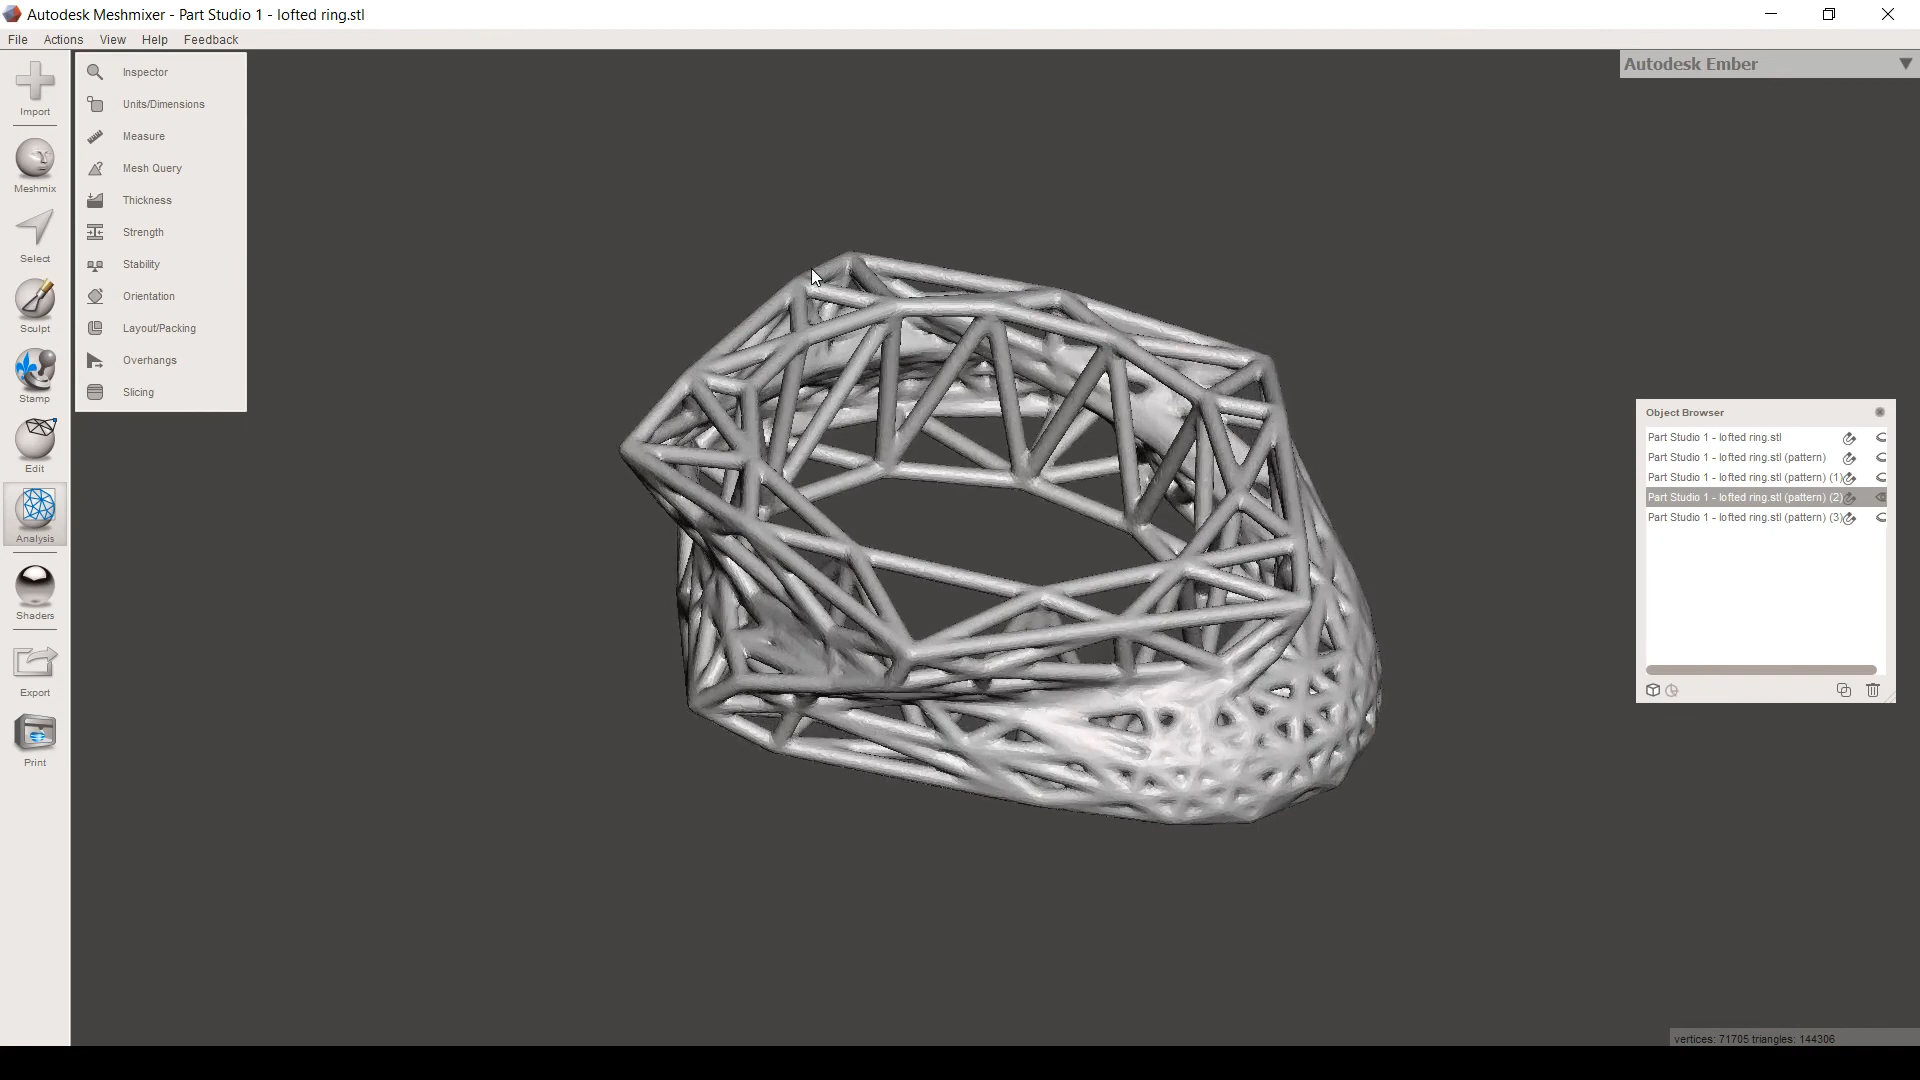 Autodesk Meshmixer - Part Studio 1 - lofted ring.stl
File Actions View Help Feedback
Import
Meshmix
Select
Sculpt
Stamp
Edit
Analysis
Shaders
Export
Print
Inspector
Units/Dimensions
Measure
Mesh Query
Thickness
Strength
Stability
Orientation
Layout/Packing
Overhangs
Slicing
Autodesk Ember
Object Browser
Part Studio 1 - lofted ring.stl
Part Studio 1 - lofted ring.stl (pattern)
Part Studio 1 - lofted ring.stl (pattern) (1)
Part Studio 1 - lofted ring.stl (pattern) (2)
Part Studio 1 - lofted ring.stl (pattern) (3)
vertices: 71705 triangles: 144306